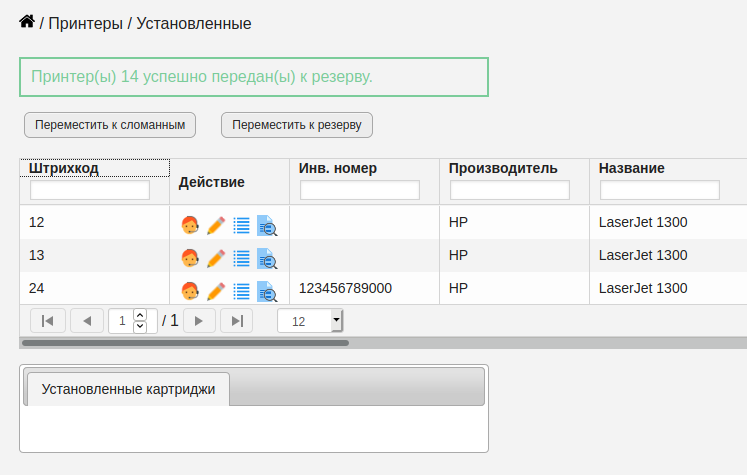 / Принтеры / Установленные
Принтер(ы) 14 успешно передан(ы) к резерву.
Переместить к сломанным Переместить к резерву
Штрихкод Действие Инв. номер Производитель Название
12 HP LaserJet 1300
13 HP LaserJet 1300
24 123456789000 HP LaserJet 1300
1 / 1 12
Установленные картриджи